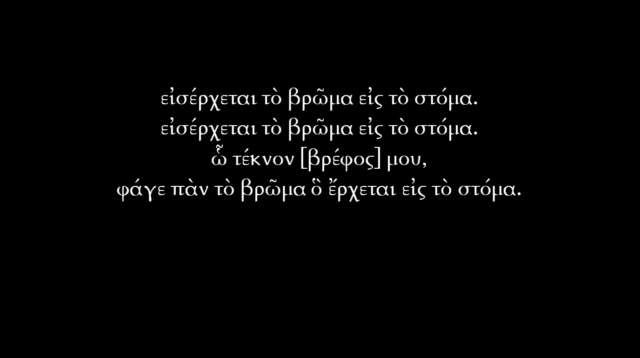 εἰσέρχεται τὸ βρῶμα εἰς τὸ στόμα.
εἰσέρχεται τὸ βρῶμα εἰς τὸ στόμα.
ὦ τέκνον [βρέφος] μου,
φάγε πὰν τὸ βρῶμα ὃ ἔρχεται εἰς τὸ στόμα.